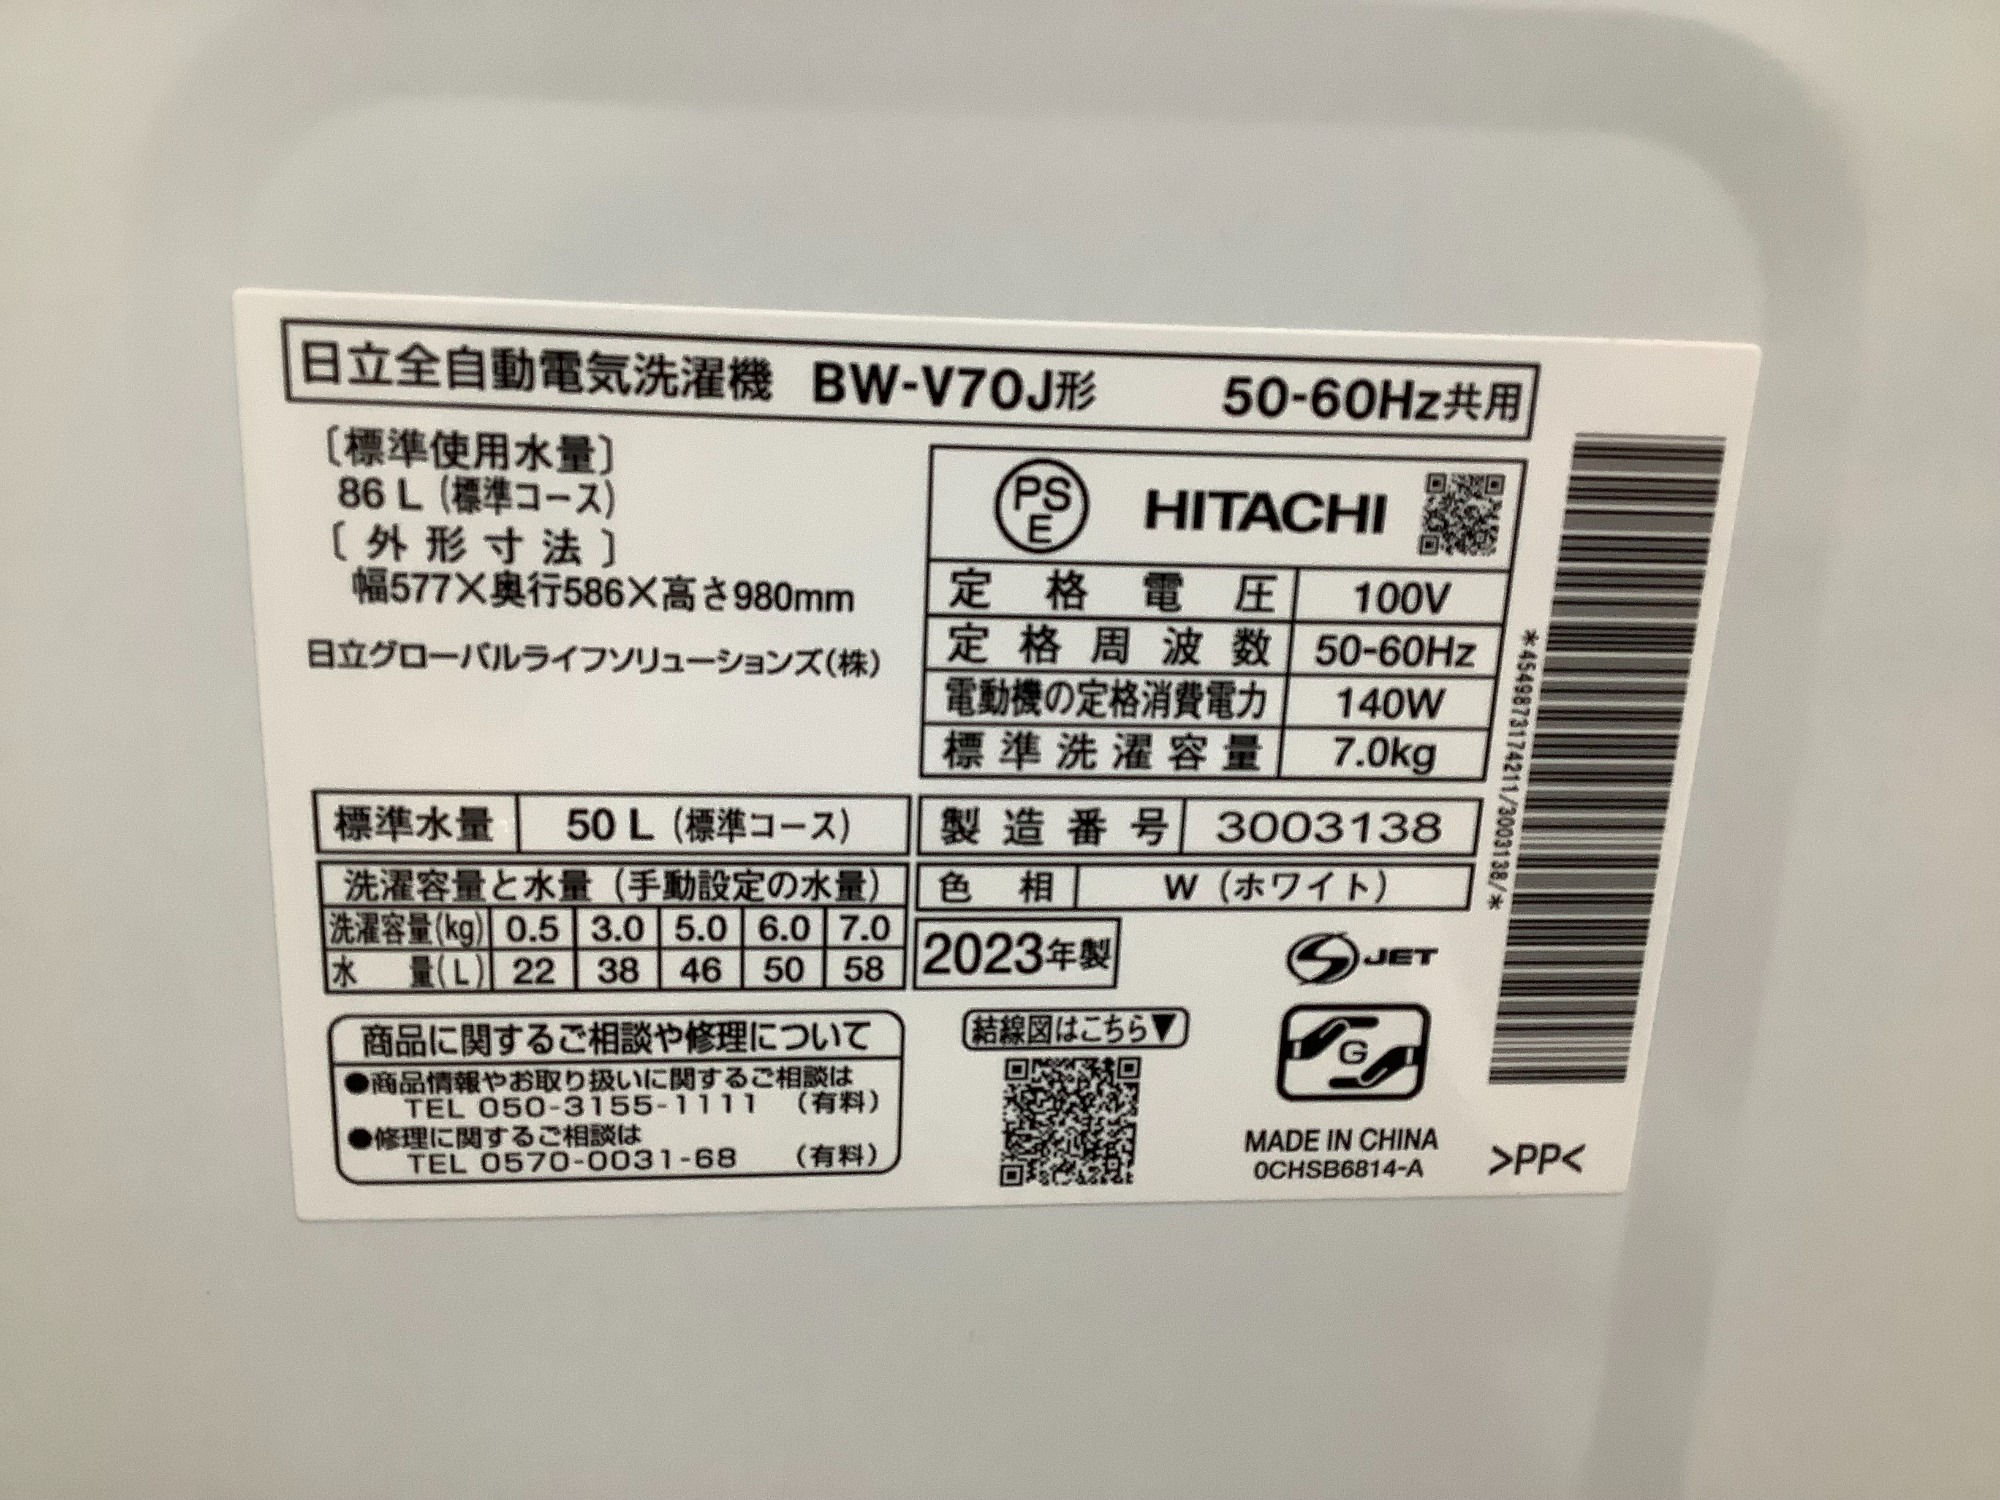 日立全自動電気洗濯機 BW-V70J形 50-60Hz共用
〔標準使用水量〕
86 L (標準コース)
〔外形寸法〕
幅577×奥行586×高さ980mm
日立グローバルライフソリューションズ(株)
PS
E
HITACHI
定格電圧 100V
定格周波数 50-60Hz
電動機の定格消費電力 140W
標準洗濯容量 7.0kg
標準水量 50 L (標準コース)
洗濯容量と水量 (手動設定の水量)
洗濯容量(kg) 0.5 3.0 5.0 6.0 7.0
水量(L) 22 38 46 50 58
製造番号 3003138
色相 W (ホワイト)
2023年製
S JET
商品に関するご相談や修理について
●商品情報やお取り扱いに関するご相談は
TEL 050-3155-1111 (有料)
●修理に関するご相談は
TEL 0570-0031-68 (有料)
結線図はこちら▼
G
MADE IN CHINA
0CHSB6814-A
>PP<
*4549873174211/3003138/*